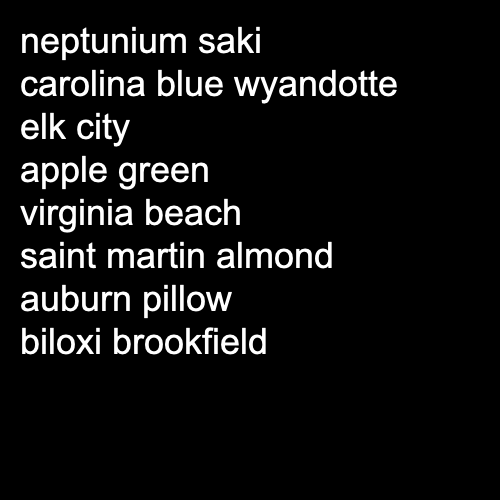 neptunium saki
carolina blue wyandotte
elk city
apple green
virginia beach
saint martin almond
auburn pillow
biloxi brookfield